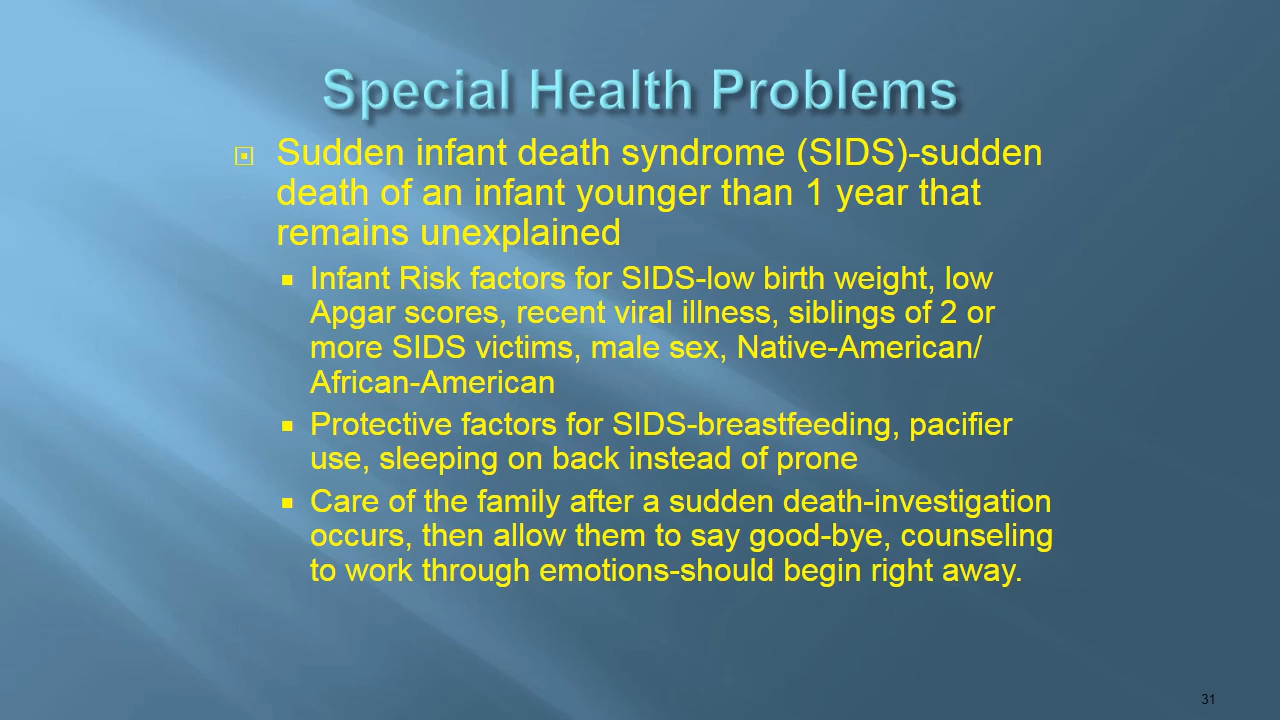 Special Health Problems
Sudden infant death syndrome (SIDS)-sudden
death of an infant younger than 1 year that
remains unexplained
Infant Risk factors for SIDS-low birth weight, low
Apgar scores, recent viral illness, siblings of 2 or
more SIDS victims, male sex, Native-American/
African-American
Protective factors for SIDS-breastfeeding, pacifier
use, sleeping on back instead of prone
Care of the family after a sudden death-investigation
occurs, then allow them to say good-bye, counseling
to work through emotions-should begin right away.
31